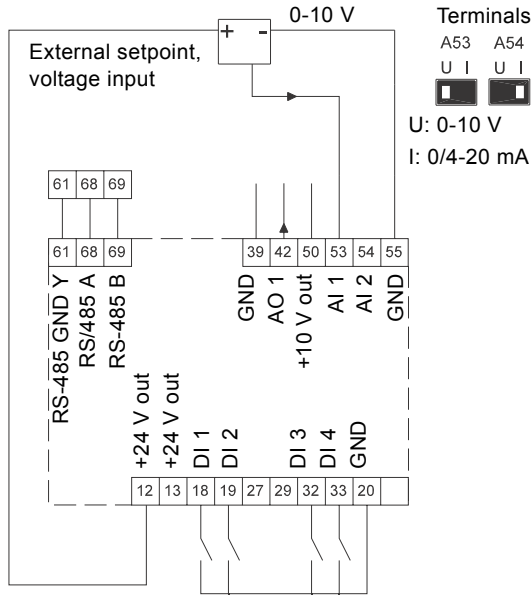 0-10 V
Terminals
+ -
External setpoint,
voltage input
A53 A54
U I U I
U: 0-10 V
I: 0/4-20 mA
61 68 69
61 68 69
39 42 50 53 54 55
RS-485 GND Y
RS/485 A
RS-485 B
GND
AO 1
+10 V out
AI 1
AI 2
GND
+24 V out
+24 V out
DI 1
DI 2
DI 3
DI 4
GND
12 13 18 19 27 29 32 33 20